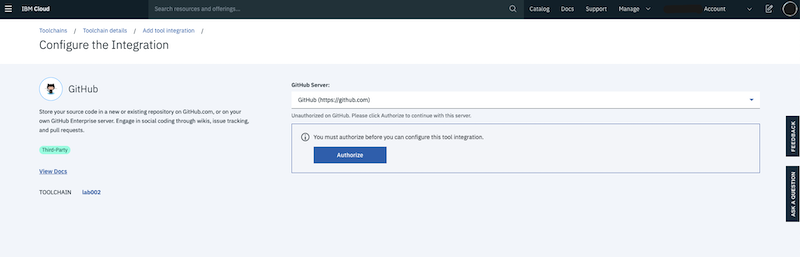 IBM Cloud
Search resources and offerings...
Catalog
Docs
Support
Manage
Account
Toolchains / Toolchain details / Add tool integration /
Configure the Integration
GitHub
Store your source code in a new or existing repository on GitHub.com, or on your
own GitHub Enterprise server. Engage in social coding through wikis, issue tracking,
and pull requests.
Third-Party
View Docs
TOOLCHAIN lab002
GitHub Server:
GitHub (https://github.com)
Unauthorized on GitHub. Please click Authorize to continue with this server.
You must authorize before you can configure this tool integration.
Authorize
FEEDBACK
ASK A QUESTION